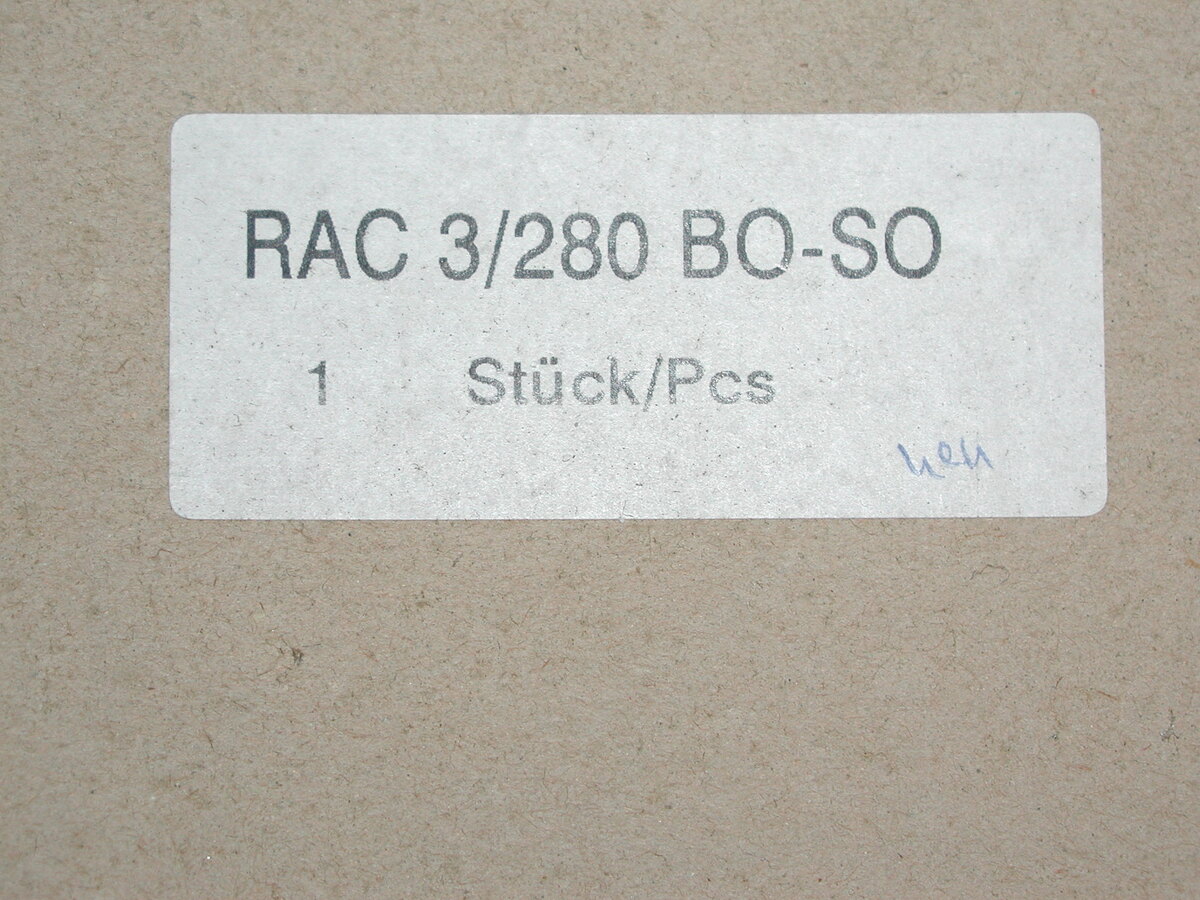 RAC 3/280 BO-SO
1 Stück/Pcs
neu